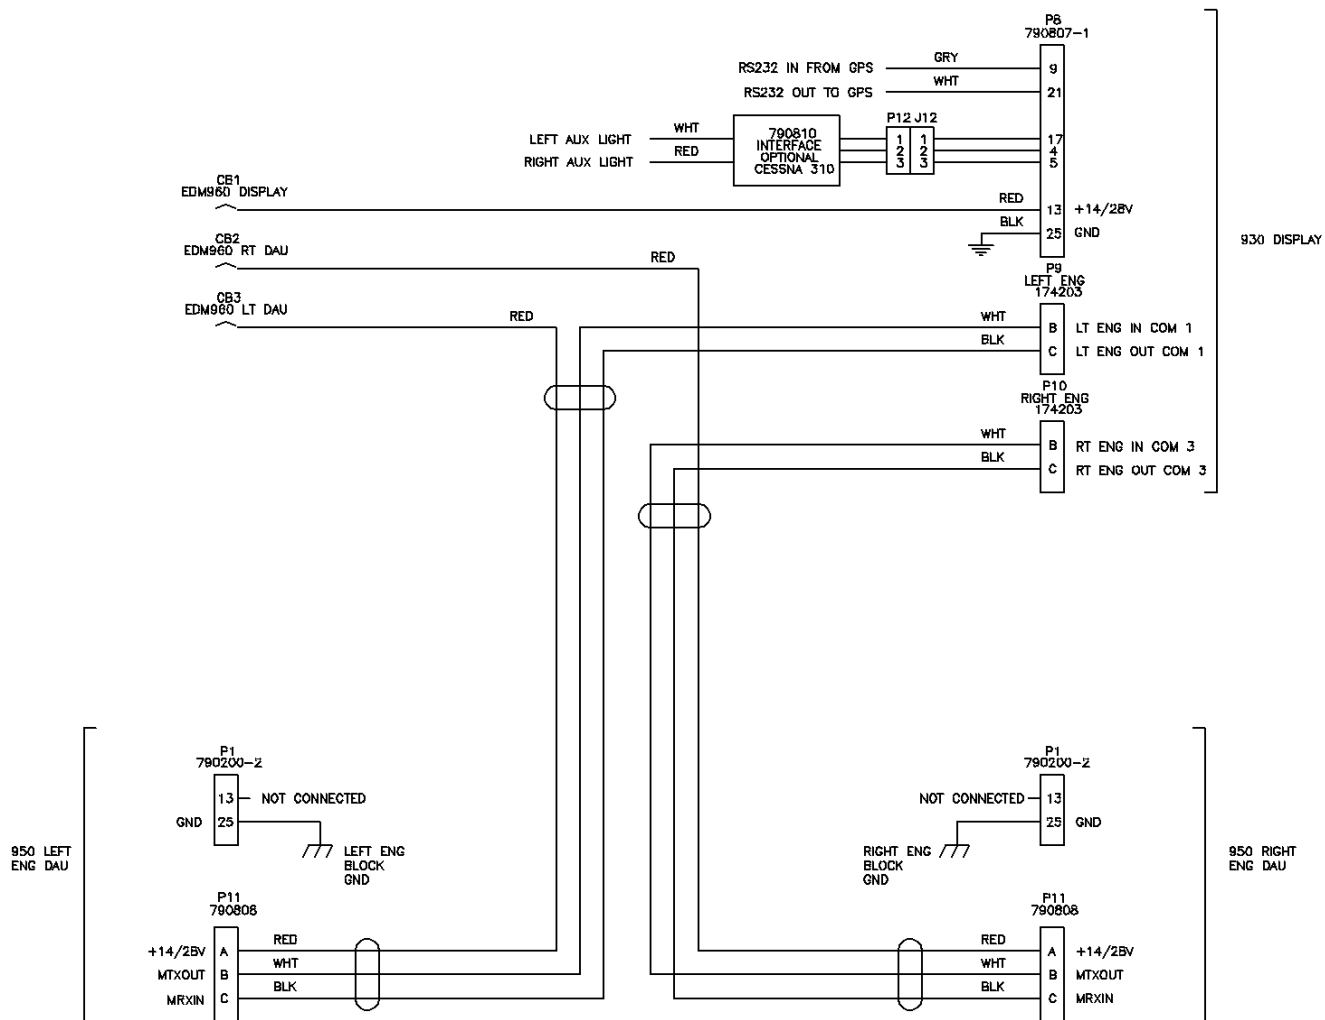 P8
790807-1
RS232 IN FROM GPS
GRY
9
RS232 OUT TO GPS
WHT
21
P12 J12
LEFT AUX LIGHT
WHT
790810
INTERFACE
OPTIONAL
CESSNA 310
1 1
17
2 2
4
RIGHT AUX LIGHT
RED
3 3
5
CB1
EDM960 DISPLAY
RED
13 +14/28V
BLK
25 GND
930 DISPLAY
CB2
EDM960 RT DAU
RED
P9
LEFT ENG
174203
CB3
EDM960 LT DAU
RED
WHT
B LT ENG IN COM 1
BLK
C LT ENG OUT COM 1
P10
RIGHT ENG
174203
WHT
B RT ENG IN COM 3
BLK
C RT ENG OUT COM 3
P1
790200-2
13 NOT CONNECTED
GND 25
LEFT ENG
BLOCK
GND
950 LEFT
ENG DAU
P11
790808
+14/28V A RED
MTXOUT B WHT
MRXIN C BLK
P1
790200-2
NOT CONNECTED 13
25 GND
RIGHT ENG
BLOCK
GND
950 RIGHT
ENG DAU
P11
790808
RED A +14/28V
WHT B MTXOUT
BLK C MRXIN